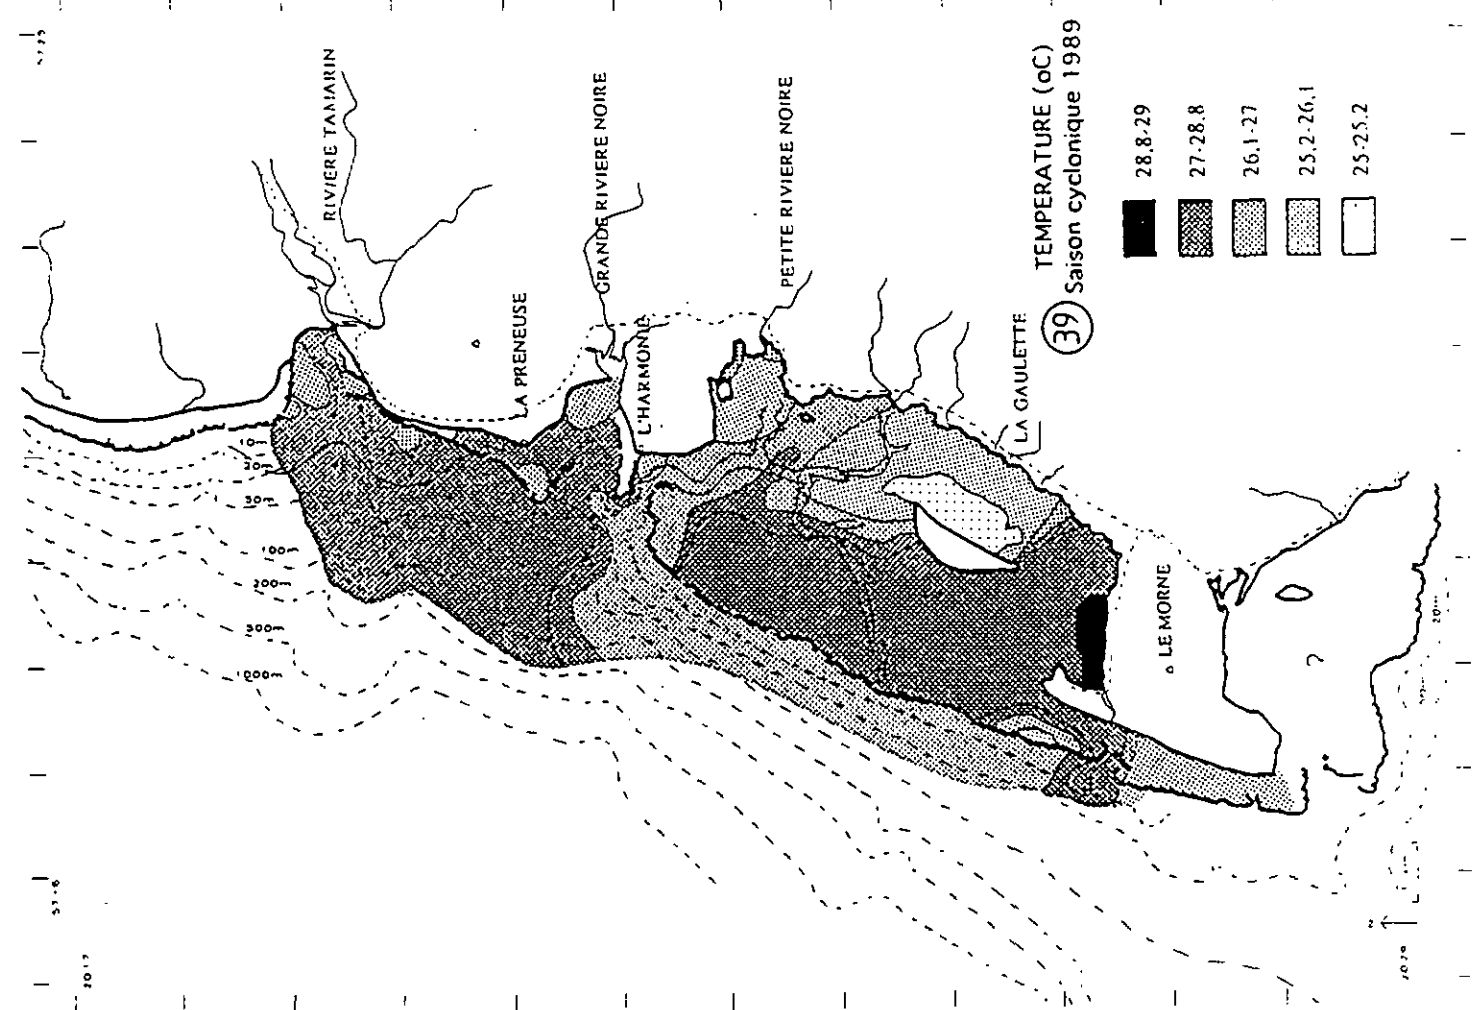 RIVIERE TAMARIN
GRANDE RIVIERE NOIRE
PETITE RIVIERE NOIRE
LA PRENEUSE
L'HARMONIE
LA GAULETTE
LE MORNE
TEMPERATURE (oC)
39 Saison cyclonique 1989
28.8-29
27-28.8
26.1-27
25.2-26.1
25-25.2
10m
20m
50m
100m
200m
500m
1000m
?